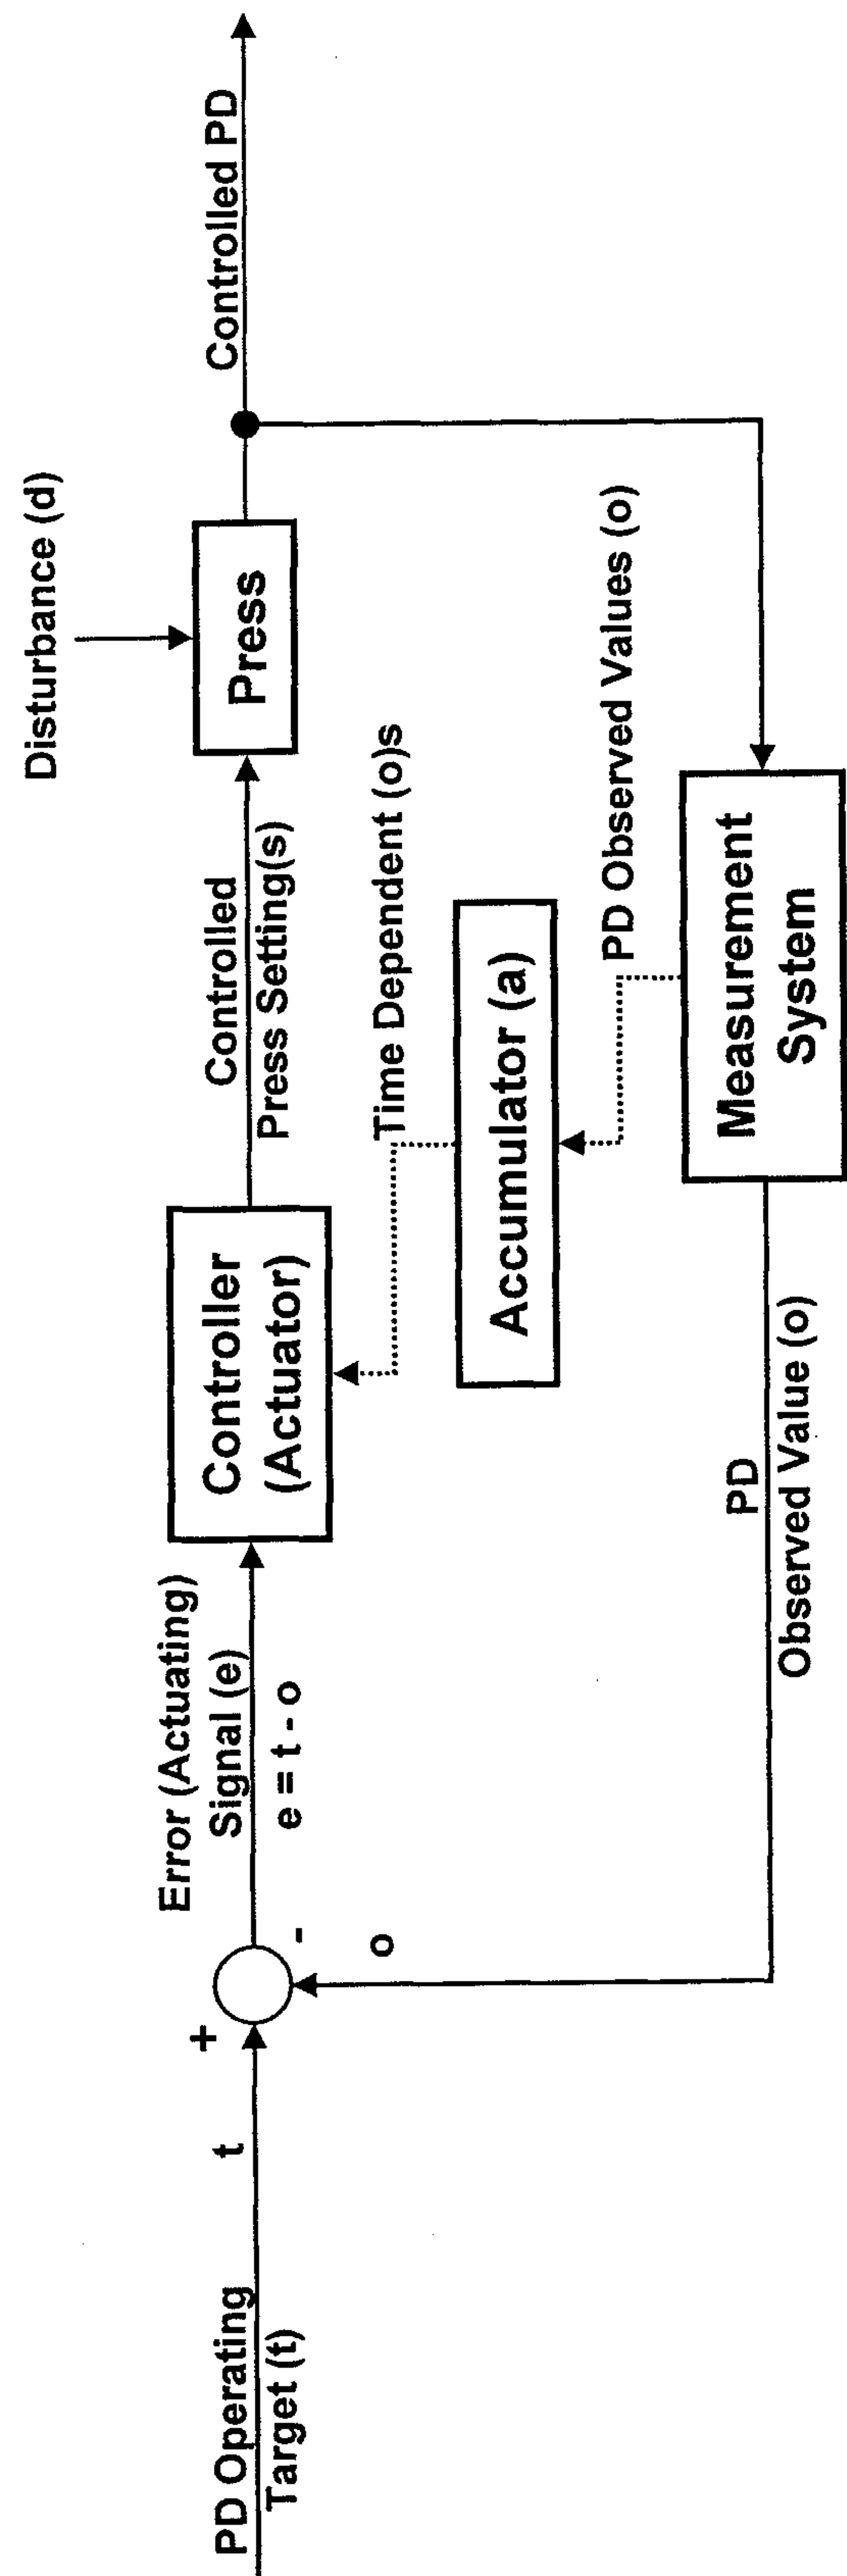 PD Operating
Target (t)
t
+
-
o
Error (Actuating)
Signal (e)
e = t - o
Controller
(Actuator)
Controlled
Press Setting(s)
Disturbance (d)
Press
Controlled PD
Time Dependent (o)s
Accumulator (a)
PD Observed Values (o)
Measurement
System
PD
Observed Value (o)